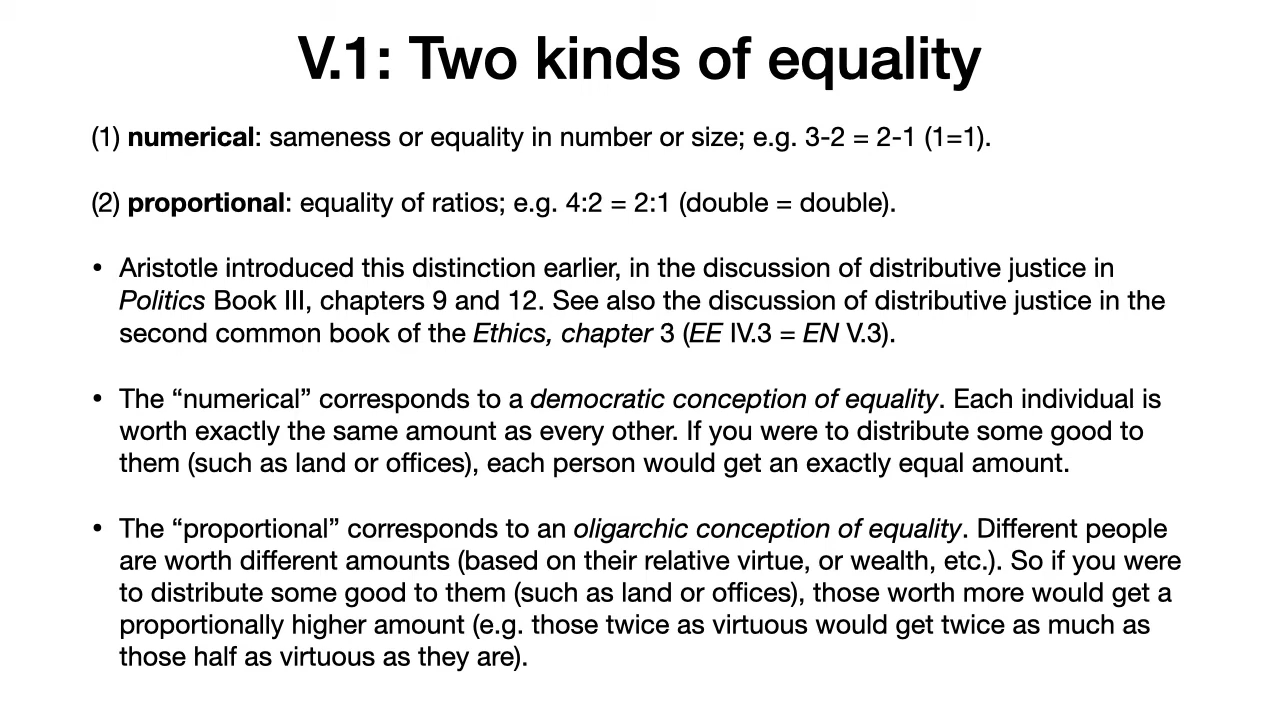 V.1: Two kinds of equality
(1) numerical: sameness or equality in number or size; e.g. 3-2 = 2-1 (1=1).
(2) proportional: equality of ratios; e.g. 4:2 = 2:1 (double = double).
• Aristotle introduced this distinction earlier, in the discussion of distributive justice in
Politics Book III, chapters 9 and 12. See also the discussion of distributive justice in the
second common book of the Ethics, chapter 3 (EE IV.3 = EN V.3).
• The “numerical” corresponds to a democratic conception of equality. Each individual is
worth exactly the same amount as every other. If you were to distribute some good to
them (such as land or offices), each person would get an exactly equal amount.
• The “proportional” corresponds to an oligarchic conception of equality. Different people
are worth different amounts (based on their relative virtue, or wealth, etc.). So if you were
to distribute some good to them (such as land or offices), those worth more would get a
proportionally higher amount (e.g. those twice as virtuous would get twice as much as
those half as virtuous as they are).